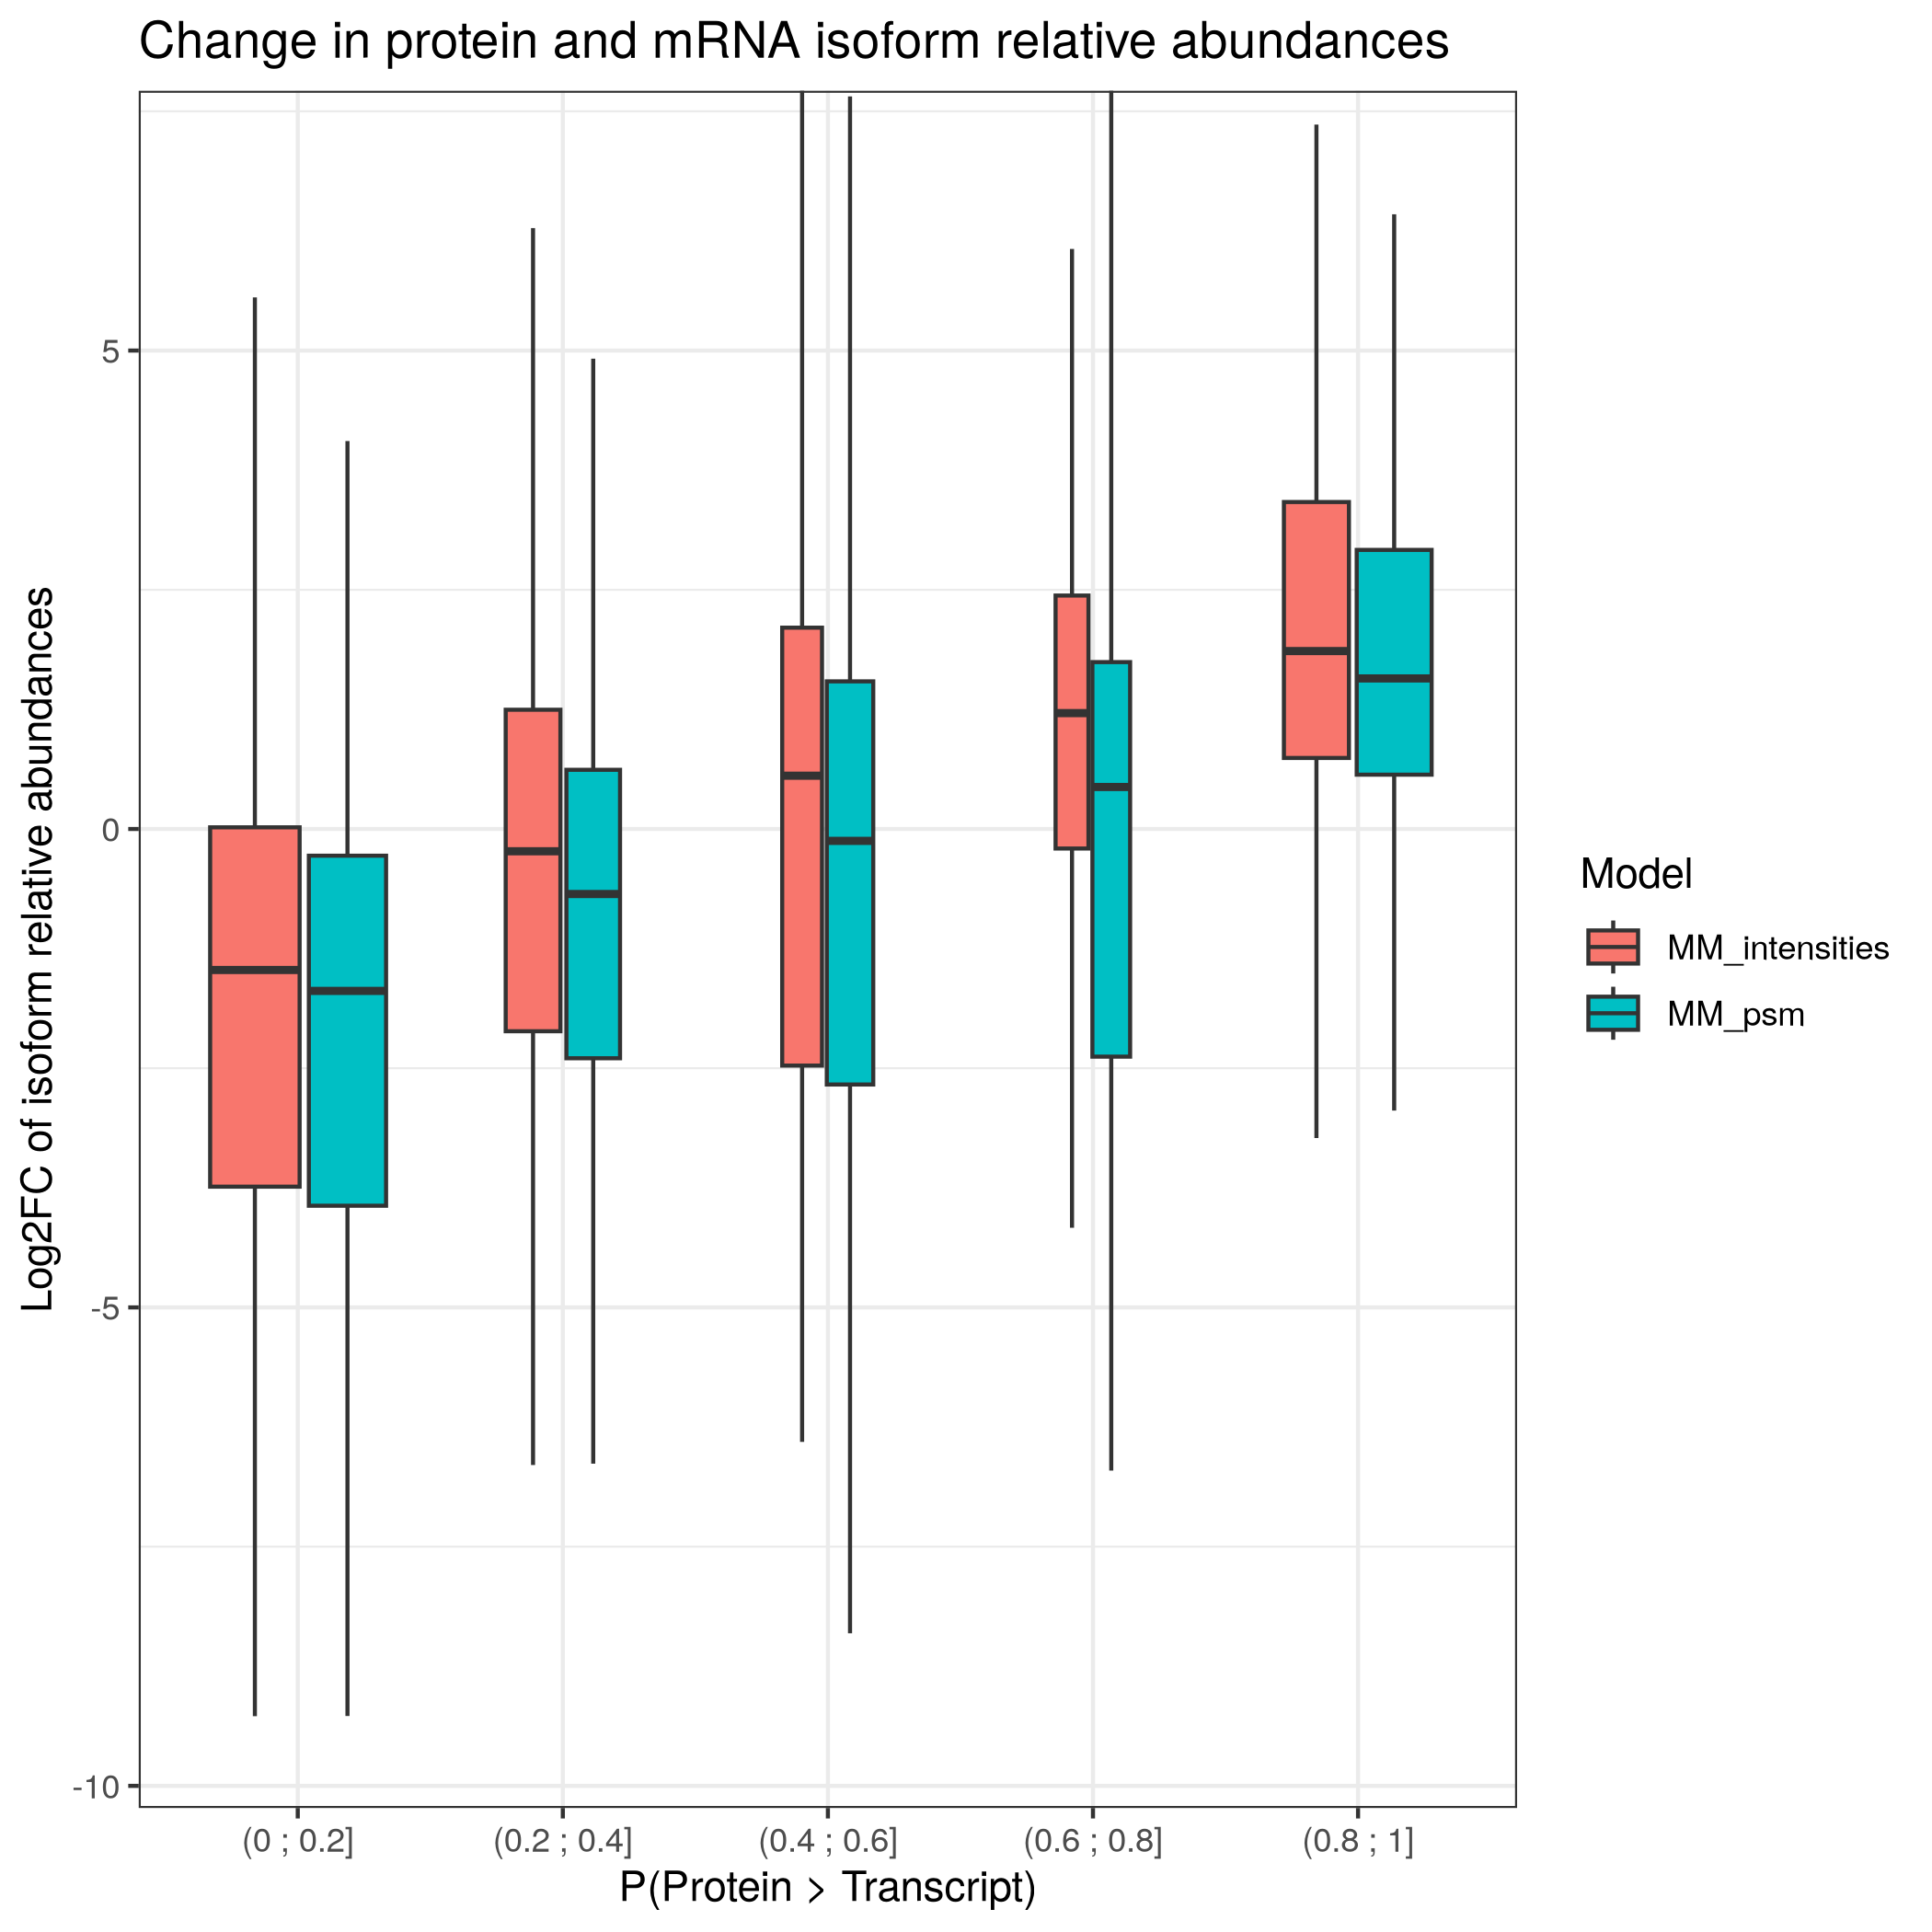 Change in protein and mRNA isoform relative abundances
Log2FC of isoform relative abundances
5
0
-5
-10
(0 ; 0.2]
(0.2 ; 0.4]
(0.4 ; 0.6]
(0.6 ; 0.8]
(0.8 ; 1]
P(Protein > Transcript)
Model
MM_intensities
MM_psm